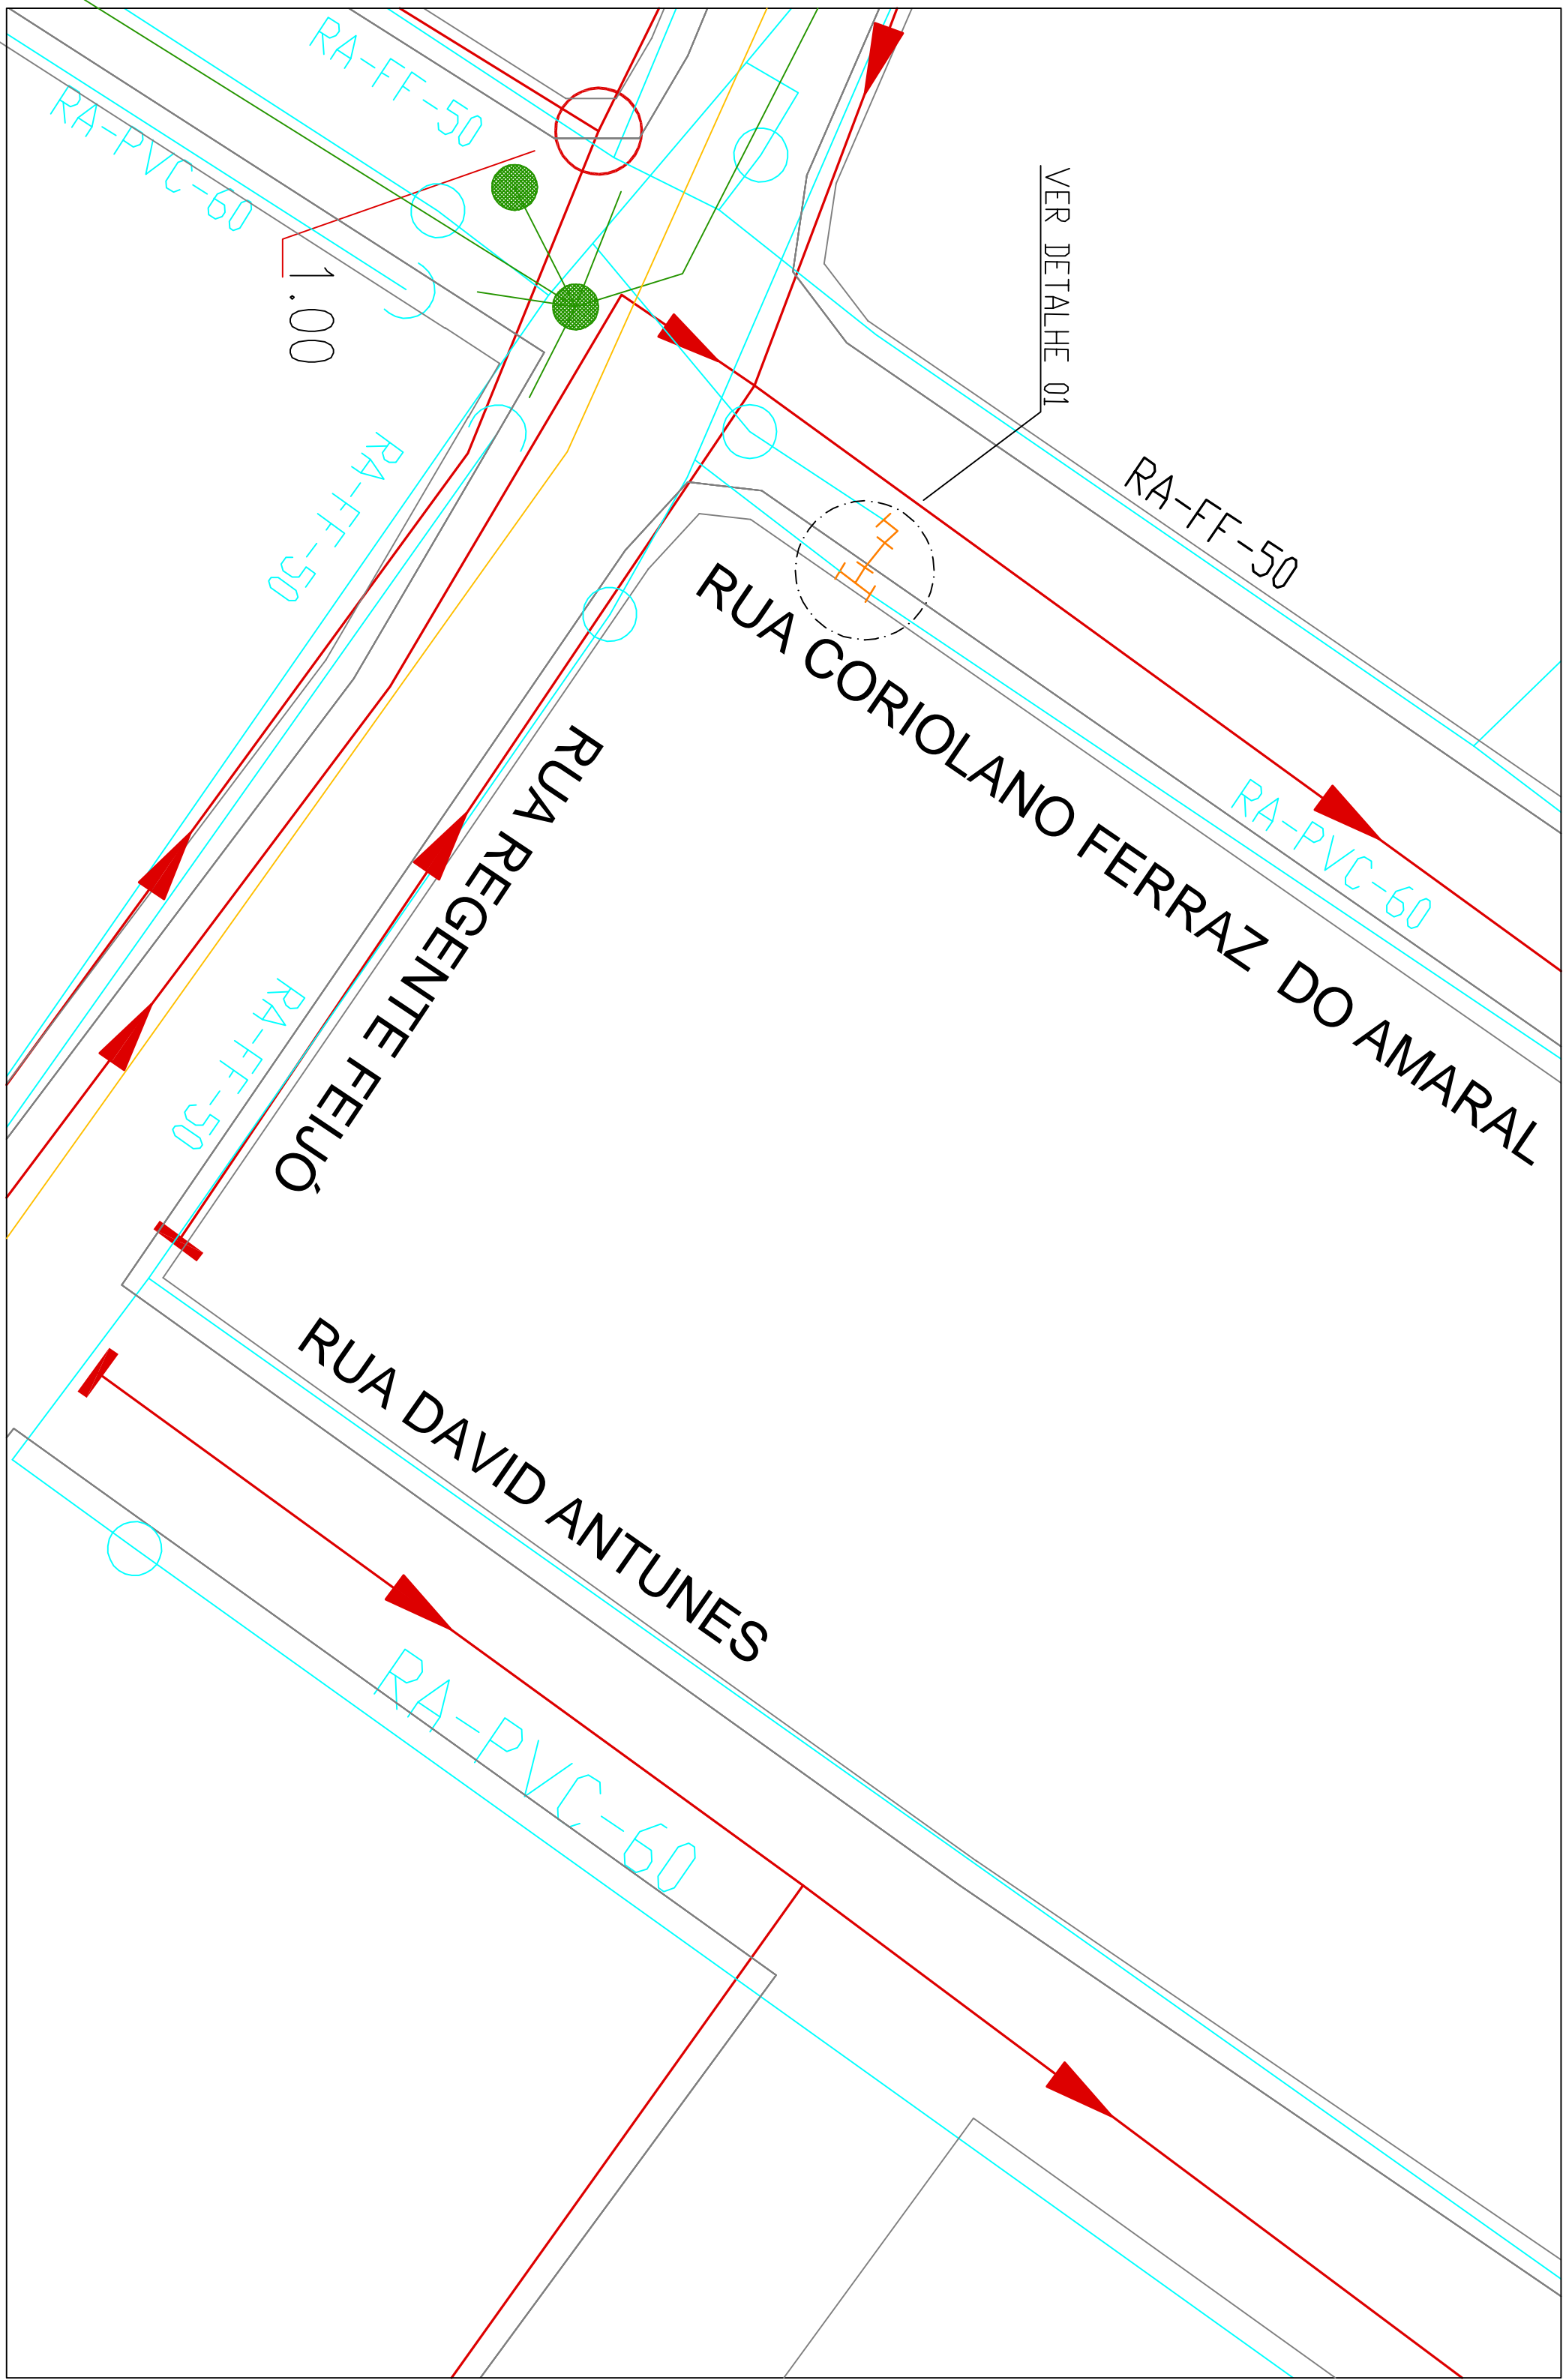 RA-FF-50
RA-PVC-60
1.00
VER DETALHE 01
RA-FF-50
RA-FF-50
RUA CORIOLANO FERRAZ DO AMARAL
RA-PVC-60
RUA REGENTE FEIJÓ
RA-FF-50
RUA DAVID ANTUNES
RA-PVC-60